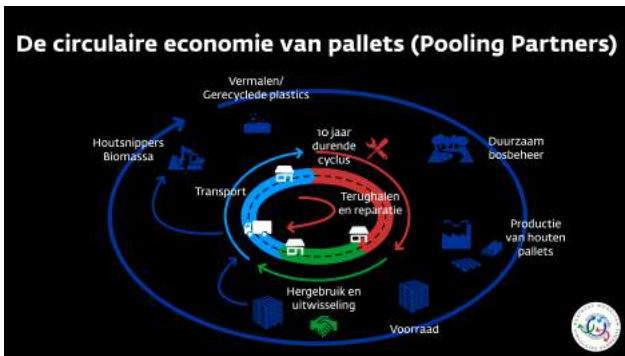 De circulaire economie van pallets (Pooling Partners)
Vermalen/
Gerecyclede plastics
Houtsnippers
Biomassa
10 jaar
durende
cyclus
Duurzaam
bosbeheer
Transport
Terughalen
en reparatie
Productie
van houten
pallets
Hergebruik en
uitwisseling
Voorraad